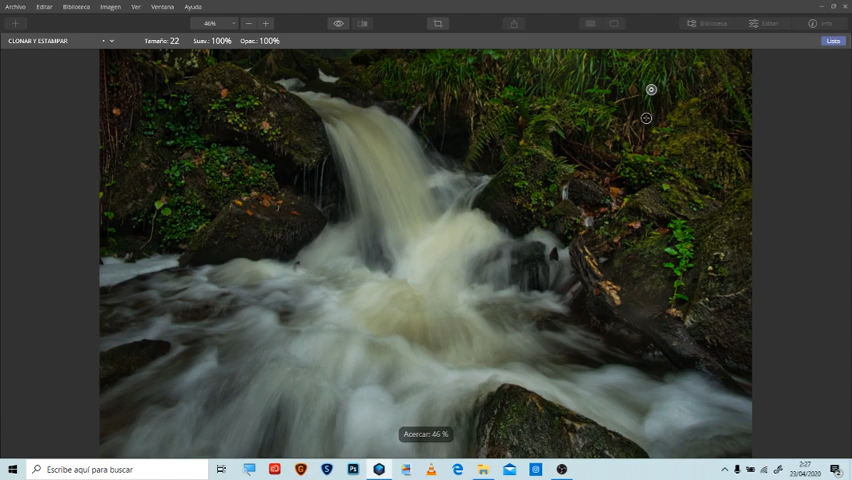 Archivo Editar Biblioteca Imagen Ver Ventana Ayuda
46%
Biblioteca Editar Info
CLONAR Y ESTAMPAR Tamaño: 22 Suav.: 100% Opac.: 100% Listo
Acercar: 46 %
Escribe aquí para buscar
2:27
23/04/2020